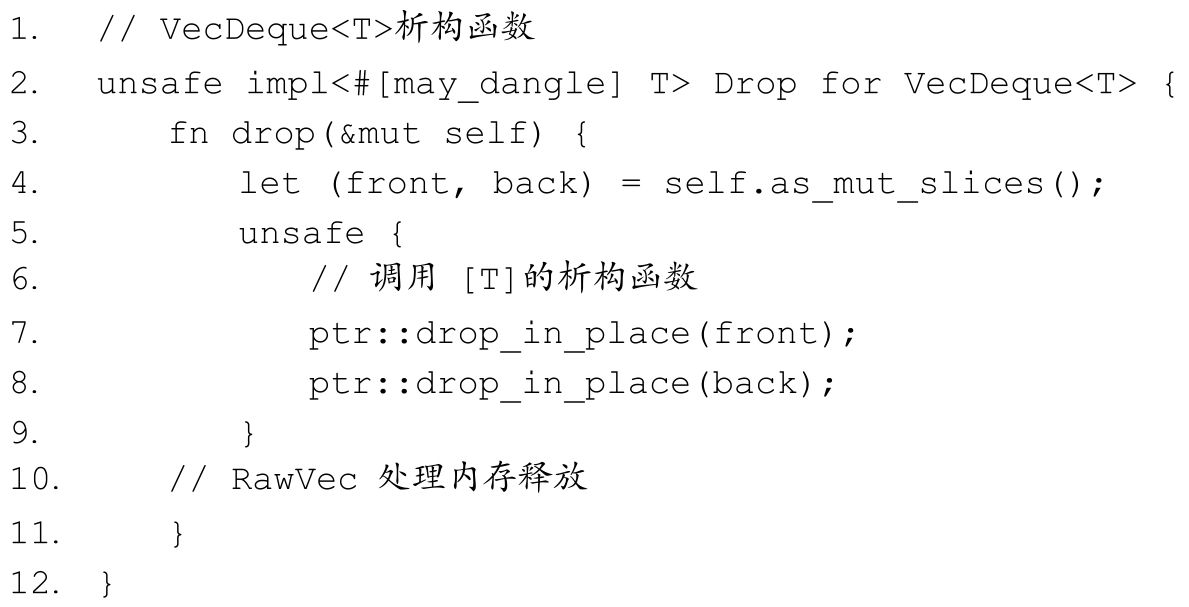 1. // VecDeque<T>析构函数
2. unsafe impl<#[may_dangle] T> Drop for VecDeque<T> {
3. fn drop(&mut self) {
4. let (front, back) = self.as_mut_slices();
5. unsafe {
6. // 调用 [T]的析构函数
7. ptr::drop_in_place(front);
8. ptr::drop_in_place(back);
9. }
10. // RawVec 处理内存释放
11. }
12. }